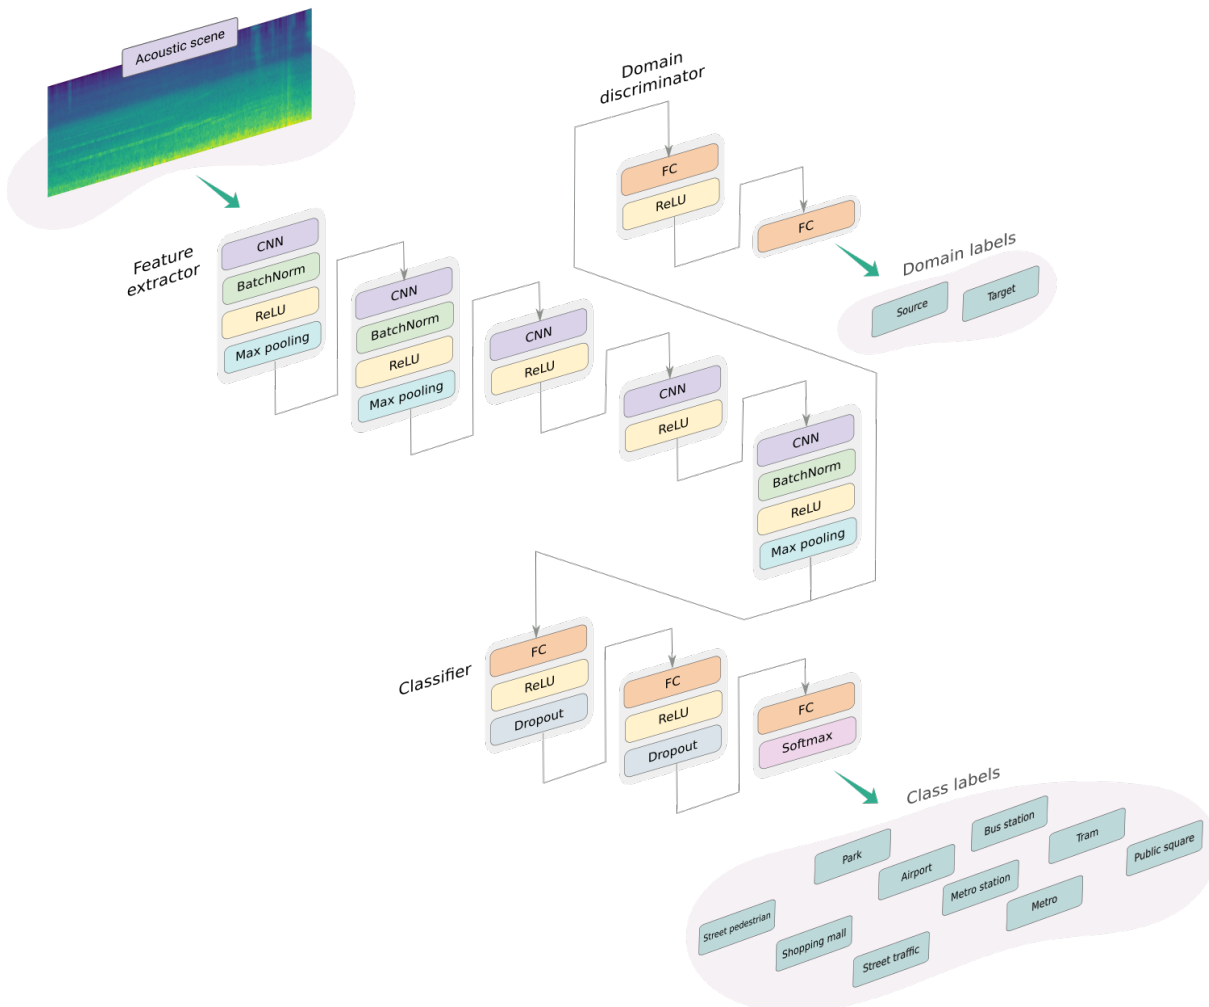 Acoustic scene
Feature
extractor
CNN
BatchNorm
ReLU
Max pooling
CNN
BatchNorm
ReLU
Max pooling
CNN
ReLU
CNN
ReLU
CNN
BatchNorm
ReLU
Max pooling
Domain
discriminator
FC
ReLU
FC
Domain labels
Source
Target
Classifier
FC
ReLU
Dropout
FC
ReLU
Dropout
FC
Softmax
Class labels
Park
Bus station
Tram
Public square
Airport
Metro station
Metro
Street pedestrian
Shopping mall
Street traffic